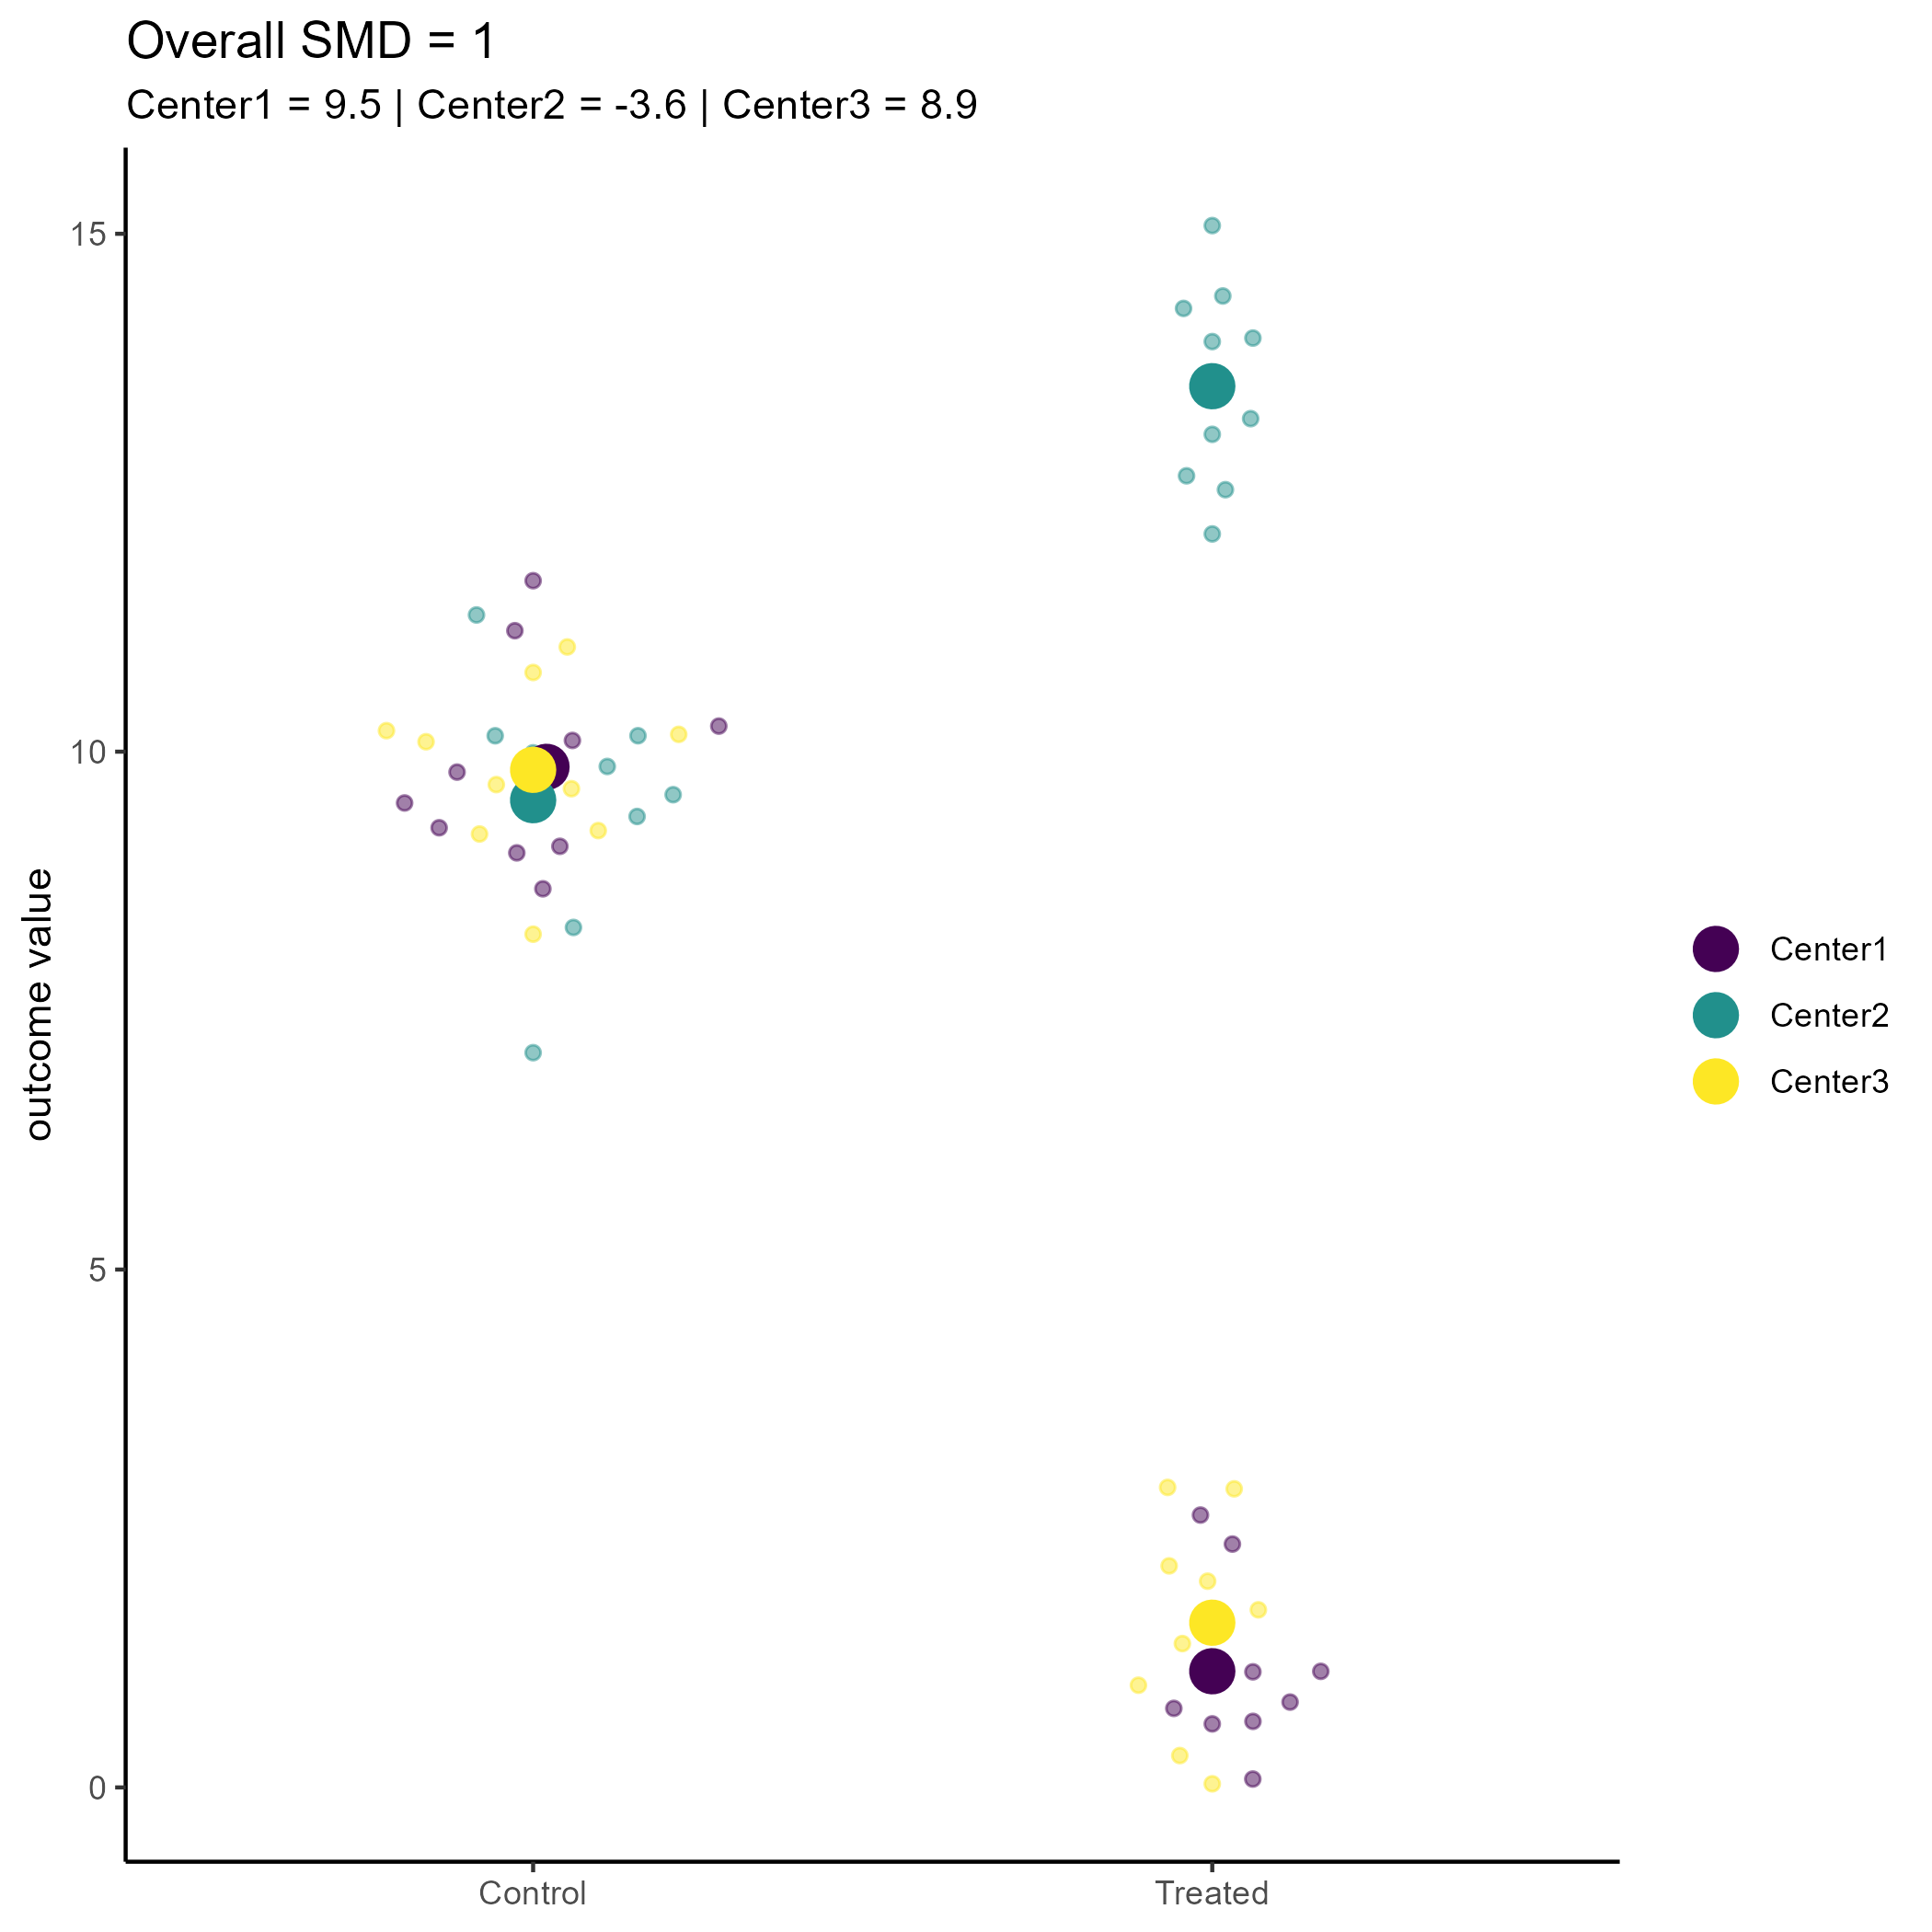 Overall SMD = 1
Center1 = 9.5 | Center2 = -3.6 | Center3 = 8.9
15
10
5
0
outcome value
Control
Treated
Center1
Center2
Center3